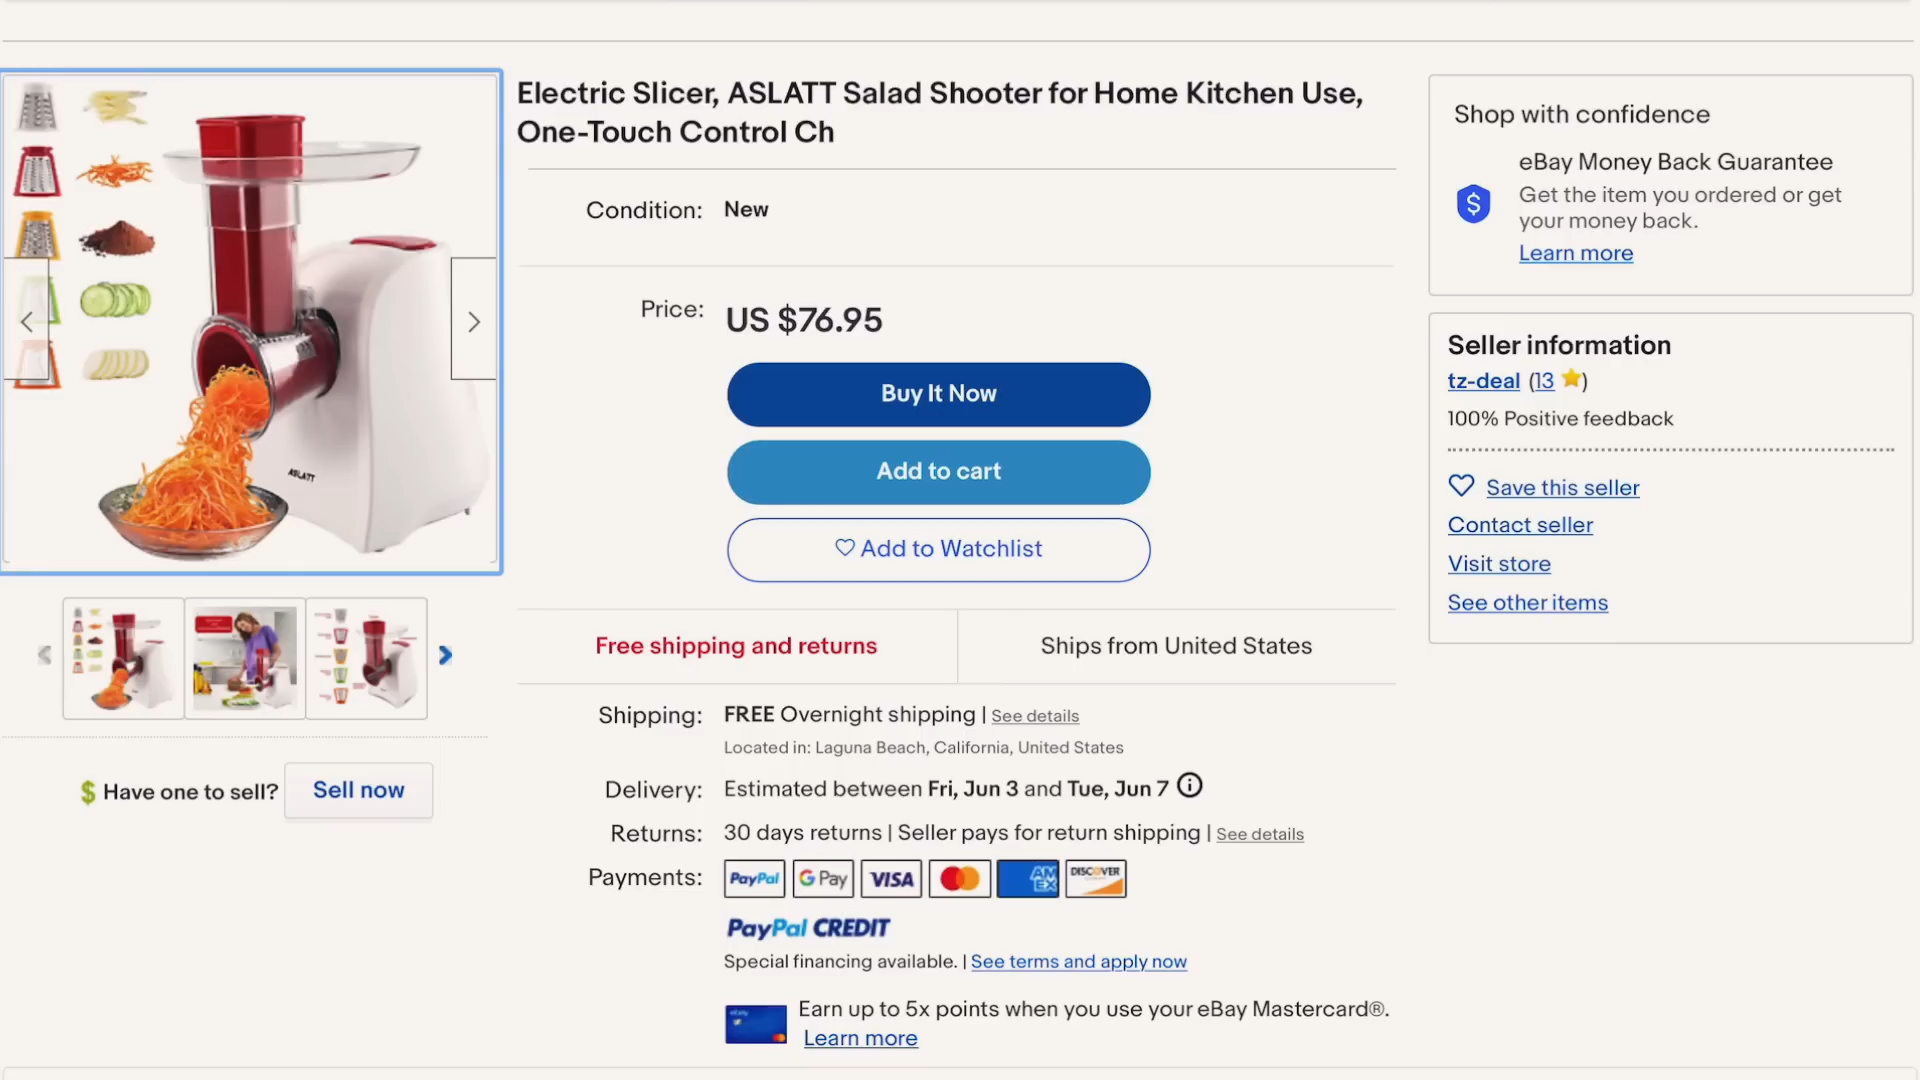 Electric Slicer, ASLATT Salad Shooter for Home Kitchen Use,
One-Touch Control Ch
Condition: New
Price: US $76.95
Buy It Now
Add to cart
Add to Watchlist
Free shipping and returns
Ships from United States
Shipping: FREE Overnight shipping | See details
Located in: Laguna Beach, California, United States
Delivery: Estimated between Fri, Jun 3 and Tue, Jun 7
Returns: 30 days returns | Seller pays for return shipping | See details
Payments: PayPal G Pay VISA AMEX DISCOVER
PayPal CREDIT
Special financing available. | See terms and apply now
ebay
Earn up to 5x points when you use your eBay Mastercard®.
Learn more
ASLATT
$ Have one to sell? Sell now
Shop with confidence
eBay Money Back Guarantee
$
Get the item you ordered or get
your money back.
Learn more
Seller information
tz-deal (13)
100% Positive feedback
Save this seller
Contact seller
Visit store
See other items